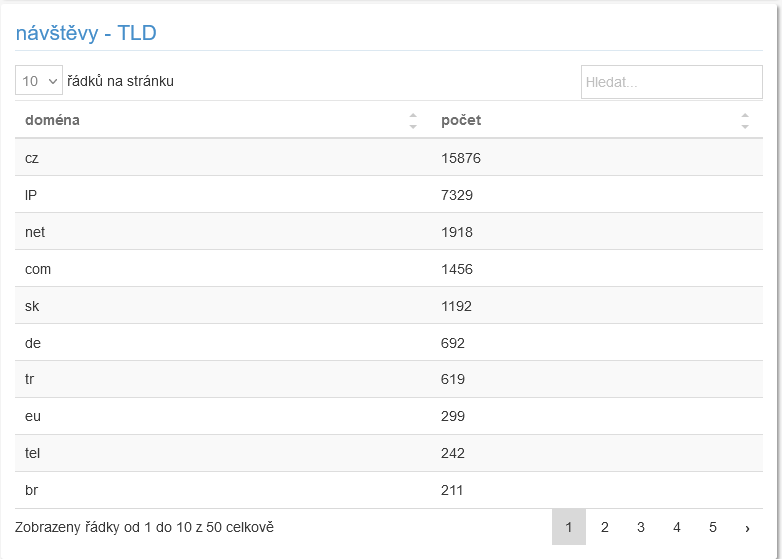 návštěvy - TLD
10 řádků na stránku Hledat...
doména počet
cz 15876
IP 7329
net 1918
com 1456
sk 1192
de 692
tr 619
eu 299
tel 242
br 211
Zobrazeny řádky od 1 do 10 z 50 celkově 1 2 3 4 5 ›